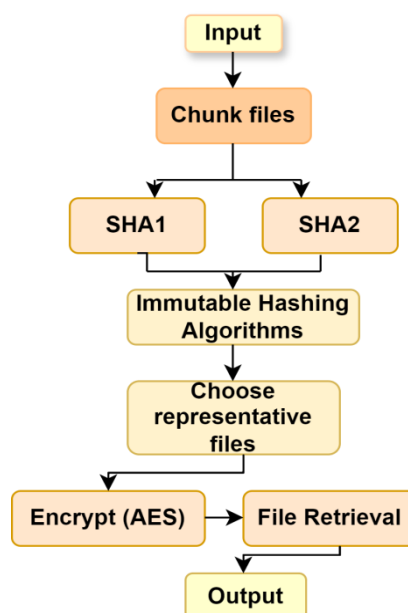 Input
Chunk files
SHA1
SHA2
Immutable Hashing
Algorithms
Choose
representative
files
Encrypt (AES)
File Retrieval
Output